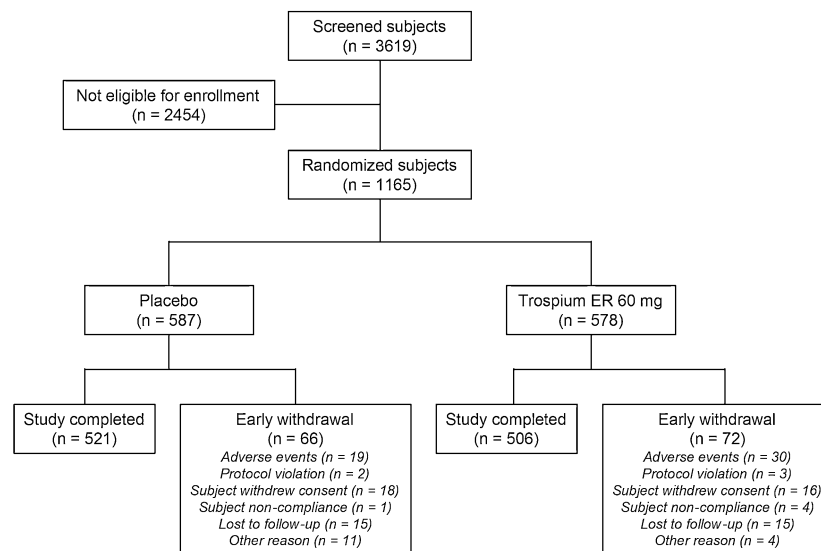 Screened subjects
(n = 3619)
Not eligible for enrollment
(n = 2454)
Randomized subjects
(n = 1165)
Placebo
(n = 587)
Trospium ER 60 mg
(n = 578)
Study completed
(n = 521)
Early withdrawal
(n = 66)
Adverse events (n = 19)
Protocol violation (n = 2)
Subject withdrew consent (n = 18)
Subject non-compliance (n = 1)
Lost to follow-up (n = 15)
Other reason (n = 11)
Study completed
(n = 506)
Early withdrawal
(n = 72)
Adverse events (n = 30)
Protocol violation (n = 3)
Subject withdrew consent (n = 16)
Subject non-compliance (n = 4)
Lost to follow-up (n = 15)
Other reason (n = 4)